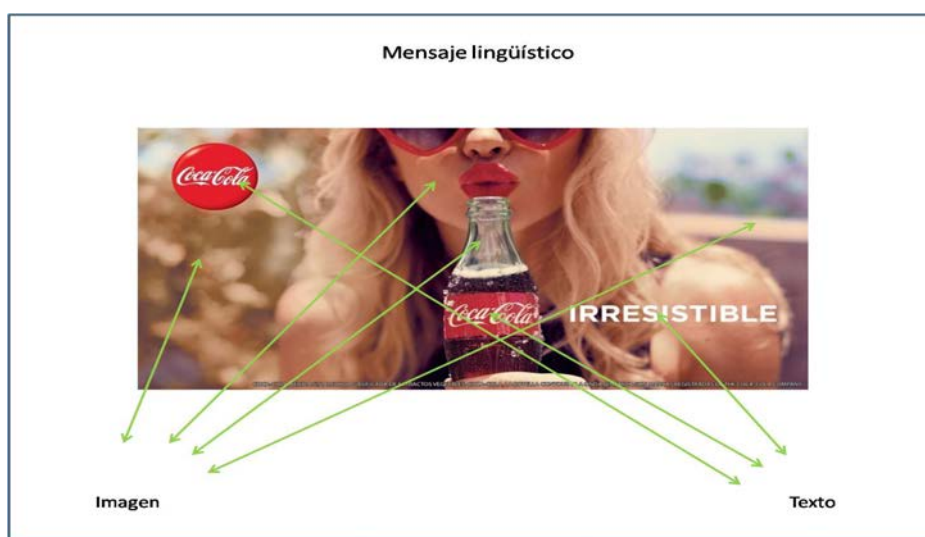 Mensaje lingüístico
Coca-Cola
Coca-Cola
IRRESISTIBLE
Imagen
Texto